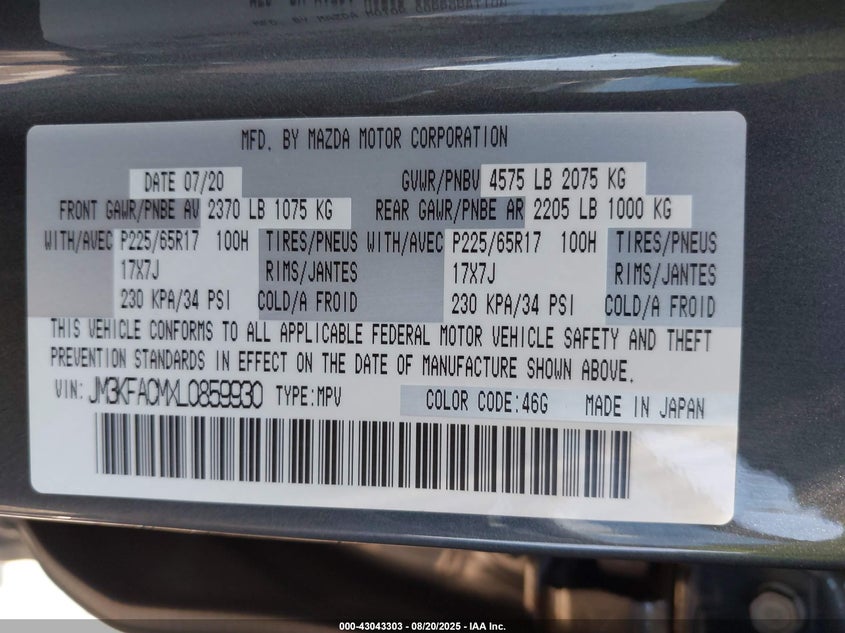 MFD. BY MAZDA MOTOR CORPORATION
DATE 07/20 GVWR/PNBV 4575 LB 2075 KG
FRONT GAWR/PNBE AV 2370 LB 1075 KG REAR GAWR/PNBE AR 2205 LB 1000 KG
WITH/AVEC P225/65R17 100H TIRES/PNEUS WITH/AVEC P225/65R17 100H TIRES/PNEUS
17X7J RIMS/JANTES 17X7J RIMS/JANTES
230 KPA/34 PSI COLD/A FROID 230 KPA/34 PSI COLD/A FROID
THIS VEHICLE CONFORMS TO ALL APPLICABLE FEDERAL MOTOR VEHICLE SAFETY AND THEFT
PREVENTION STANDARDS IN EFFECT ON THE DATE OF MANUFACTURE SHOWN ABOVE.
VIN: JM3KFACMXL0859930 TYPE:MPV COLOR CODE:46G MADE IN JAPAN
000-43043303 - 08/20/2025 - IAA Inc.